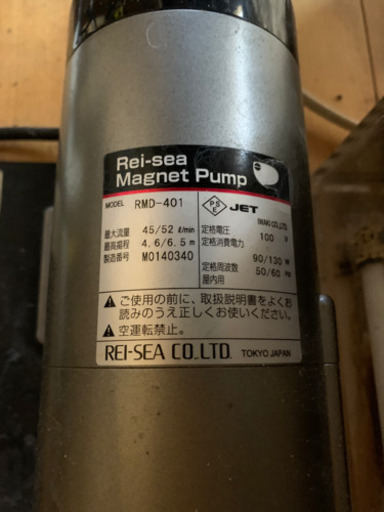 Rei-sea
Magnet Pump
MODEL RMD-401
PSE JET
IWAKI CO.,LTD.
最大流量 45/52 ℓ/min
最高揚程 4.6/6.5 m
製造番号 M0140340
定格電圧 100 V
定格消費電力
90/130 W
定格周波数 50/60 Hz
屋内用
ご使用の前に、取扱説明書をよくお
読みのうえ正しくお使いください。
空運転禁止。
REI-SEA CO.,LTD. TOKYO JAPAN